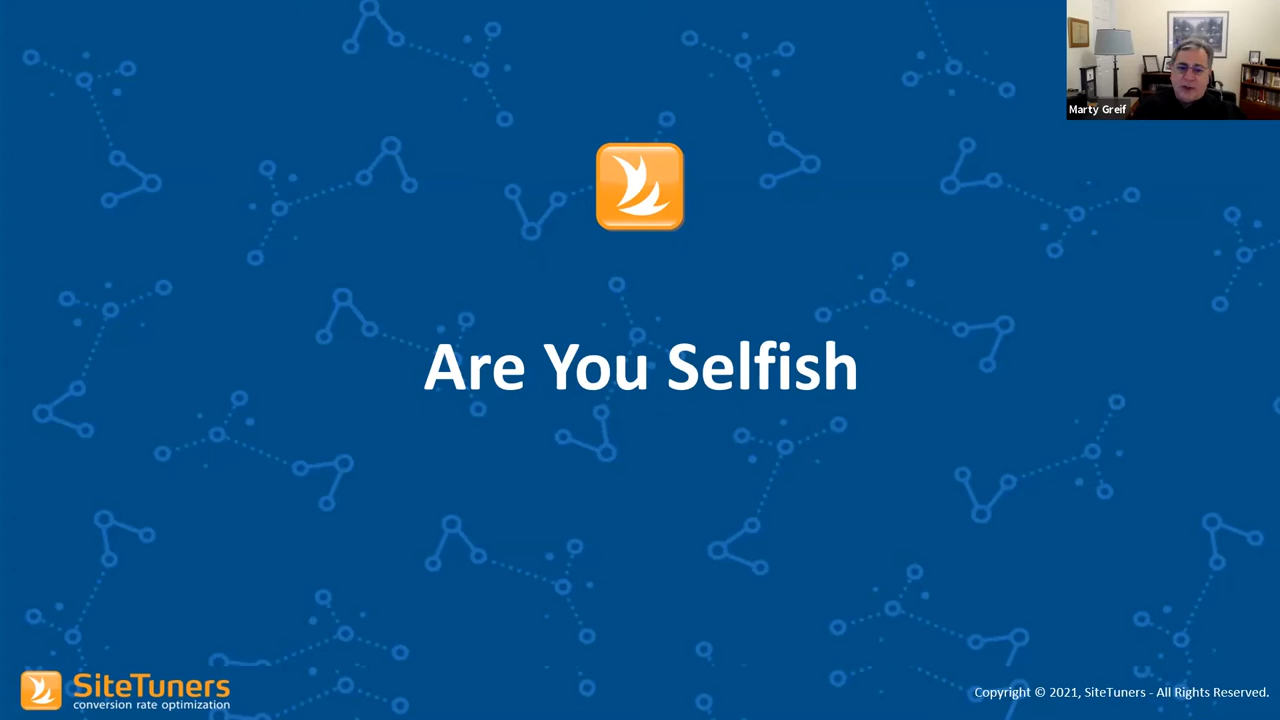 Marty Greif
Are You Selfish
SiteTuners
conversion rate optimization
Copyright © 2021, SiteTuners - All Rights Reserved.